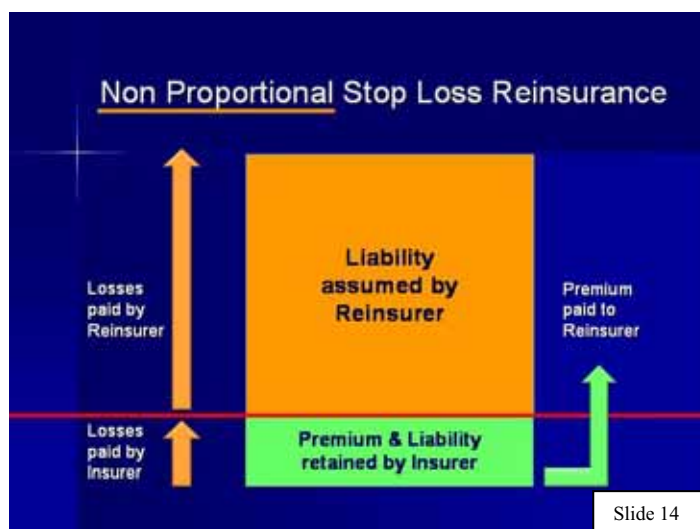 Non Proportional Stop Loss Reinsurance
Losses
paid by
Reinsurer
Liability
assumed by
Reinsurer
Premium
paid to
Reinsurer
Losses
paid by
Insurer
Premium & Liability
retained by Insurer
Slide 14